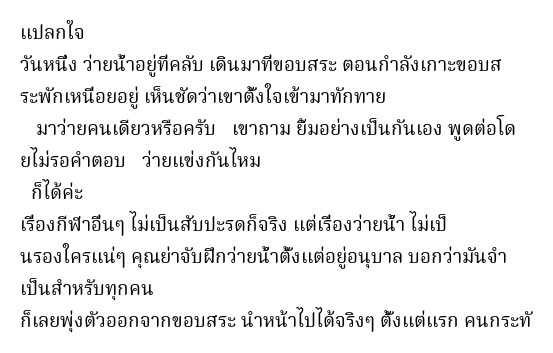 แปลกใจ
วันหนึ่ง ว่ายน้ำอยู่ที่คลับ เดินมาที่ขอบสระ ตอนกำลังเกาะขอบส
ระพักเหนื่อยอยู่ เห็นชัดว่าเขาตั้งใจเข้ามาทักทาย
มาว่ายคนเดียวหรือครับ เขาถาม ยิ้มอย่างเป็นกันเอง พูดต่อโด
ยไม่รอคำตอบ ว่ายแข่งกันไหม
ก็ได้ค่ะ
เรื่องกีฬาอื่นๆ ไม่เป็นสับปะรดก็จริง แต่เรื่องว่ายน้ำ ไม่เป็
นรองใครแน่ๆ คุณย่าจับฝึกว่ายน้ำตั้งแต่อยู่อนุบาล บอกว่ามันจำ
เป็นสำหรับทุกคน
ก็เลยพุ่งตัวออกจากขอบสระ นำหน้าไปได้จริงๆ ตั้งแต่แรก คนกระทั